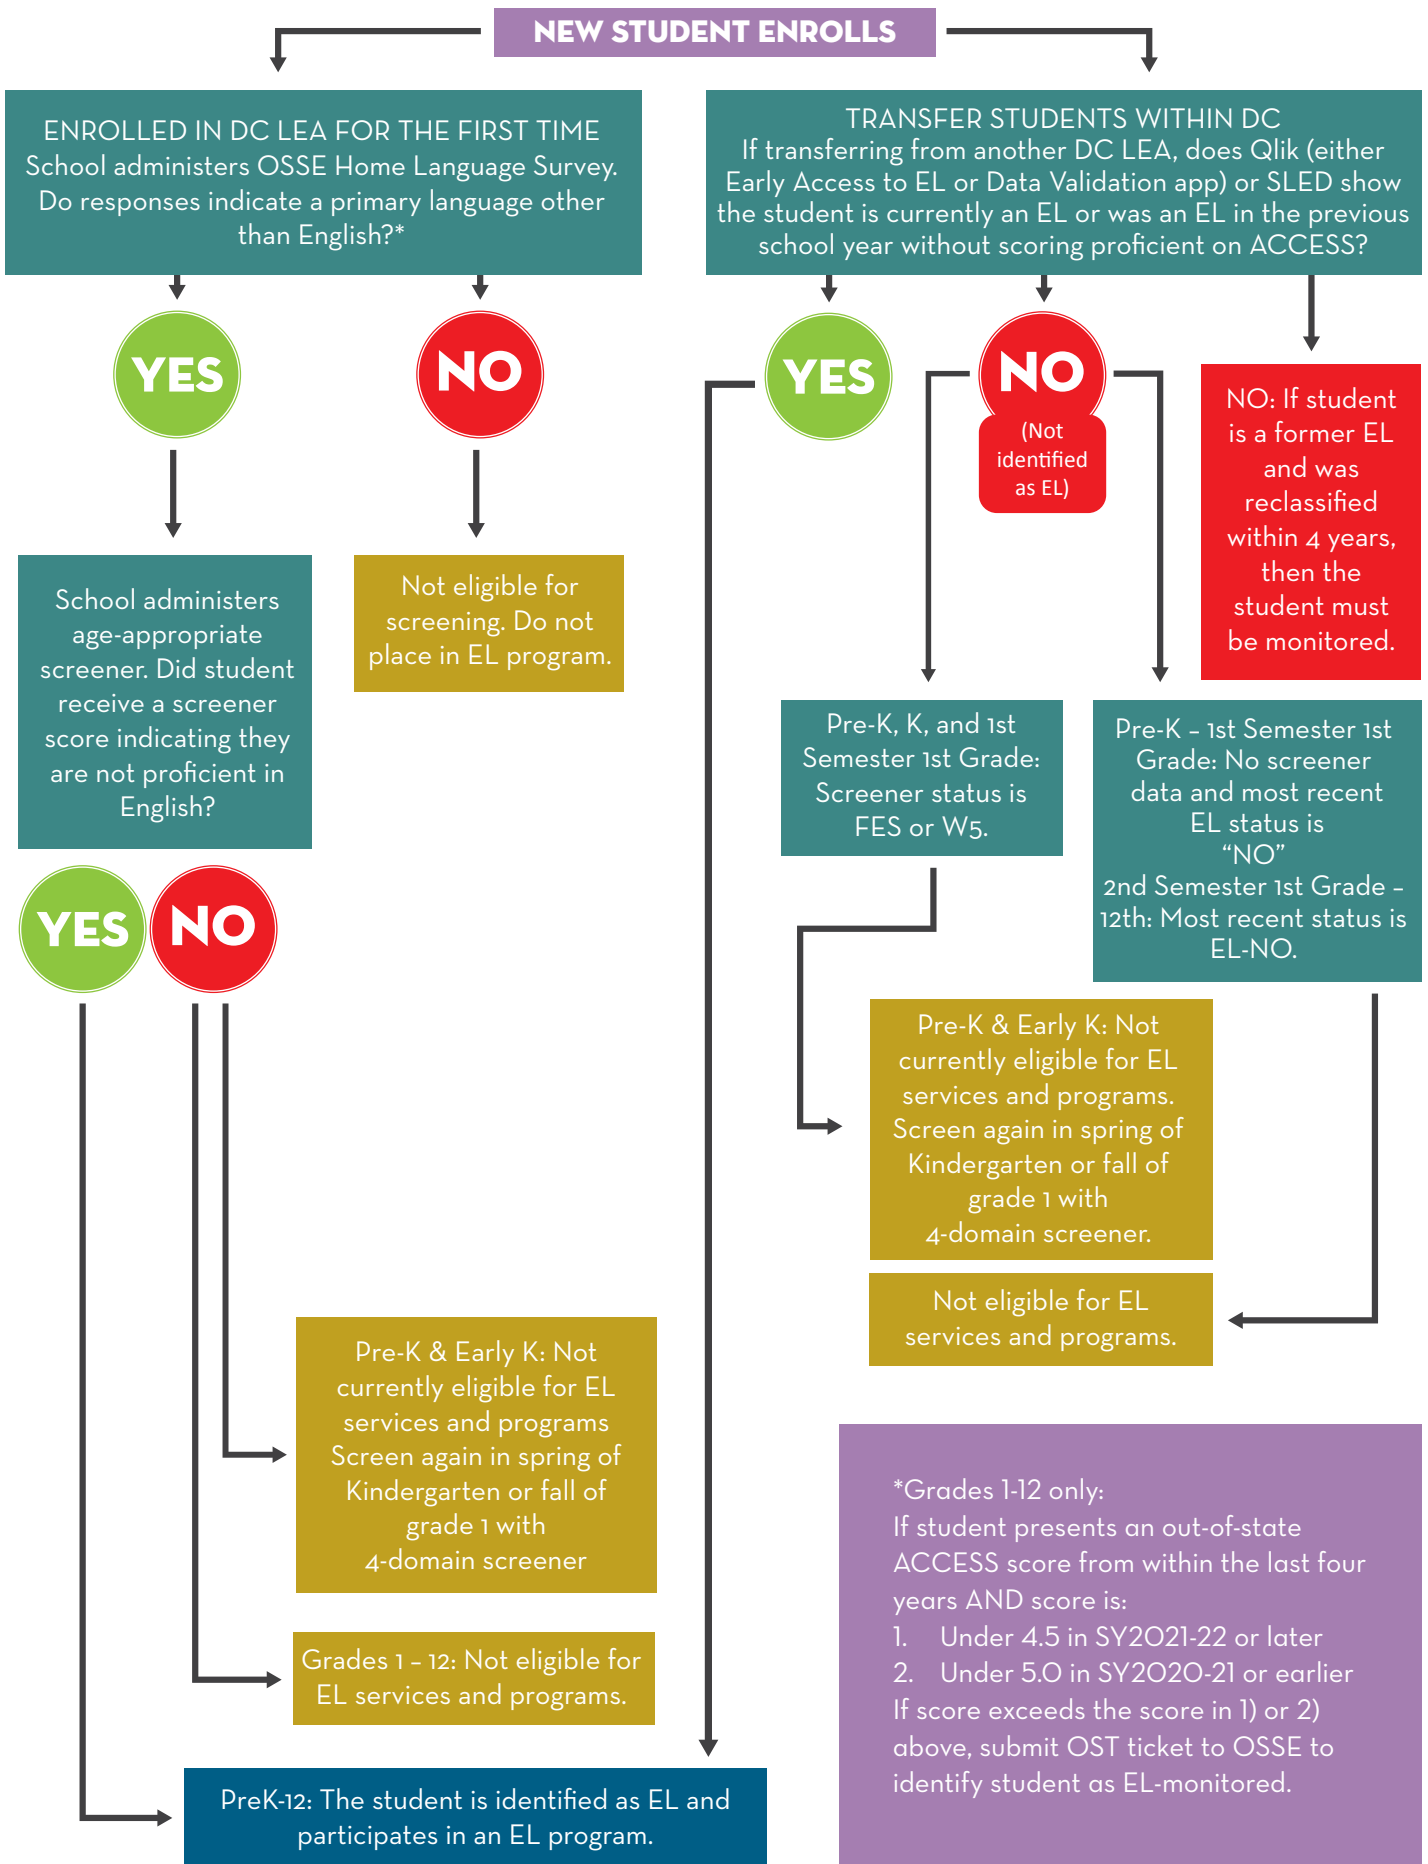 NEW STUDENT ENROLLS
ENROLLED IN DC LEA FOR THE FIRST TIME
School administers OSSE Home Language Survey.
Do responses indicate a primary language other
than English?*
TRANSFER STUDENTS WITHIN DC
If transferring from another DC LEA, does Qlik (either
Early Access to EL or Data Validation app) or SLED show
the student is currently an EL or was an EL in the previous
school year without scoring proficient on ACCESS?
YES
NO
YES
NO
(Not
identified
as EL)
NO: If student
is a former EL
and was
reclassified
within 4 years,
then the
student must
be monitored.
School administers
age-appropriate
screener. Did student
receive a screener
score indicating they
are not proficient in
English?
Not eligible for
screening. Do not
place in EL program.
Pre-K, K, and 1st
Semester 1st Grade:
Screener status is
FES or W5.
Pre-K – 1st Semester 1st
Grade: No screener
data and most recent
EL status is
“NO”
2nd Semester 1st Grade –
12th: Most recent status is
EL-NO.
YES
NO
Pre-K & Early K: Not
currently eligible for EL
services and programs.
Screen again in spring of
Kindergarten or fall of
grade 1 with
4-domain screener.
Not eligible for EL
services and programs.
Pre-K & Early K: Not
currently eligible for EL
services and programs
Screen again in spring of
Kindergarten or fall of
grade 1 with
4-domain screener
Grades 1 – 12: Not eligible for
EL services and programs.
PreK-12: The student is identified as EL and
participates in an EL program.
*Grades 1-12 only:
If student presents an out-of-state
ACCESS score from within the last four
years AND score is:
1. Under 4.5 in SY2021-22 or later
2. Under 5.0 in SY2020-21 or earlier
If score exceeds the score in 1) or 2)
above, submit OST ticket to OSSE to
identify student as EL-monitored.